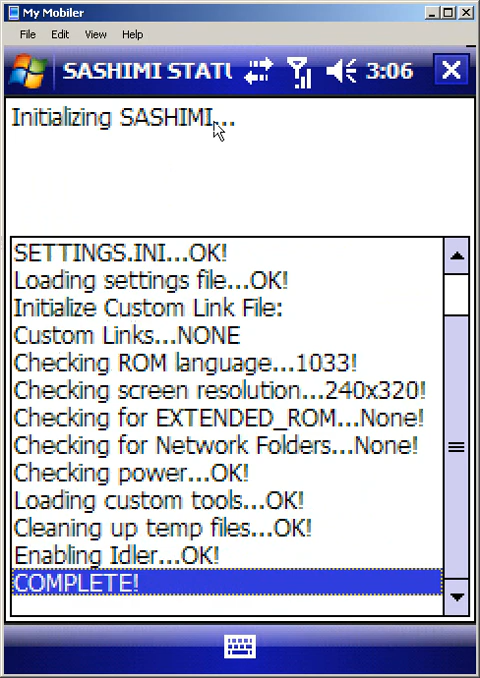 My Mobiler
File Edit View Help
SASHIMI STATU 3:06
Initializing SASHIMI...
SETTINGS.INI...OK!
Loading settings file...OK!
Initialize Custom Link File:
Custom Links...NONE
Checking ROM language...1033!
Checking screen resolution...240x320!
Checking for EXTENDED_ROM...None!
Checking for Network Folders...None!
Checking power...OK!
Loading custom tools...OK!
Cleaning up temp files...OK!
Enabling Idler...OK!
COMPLETE!